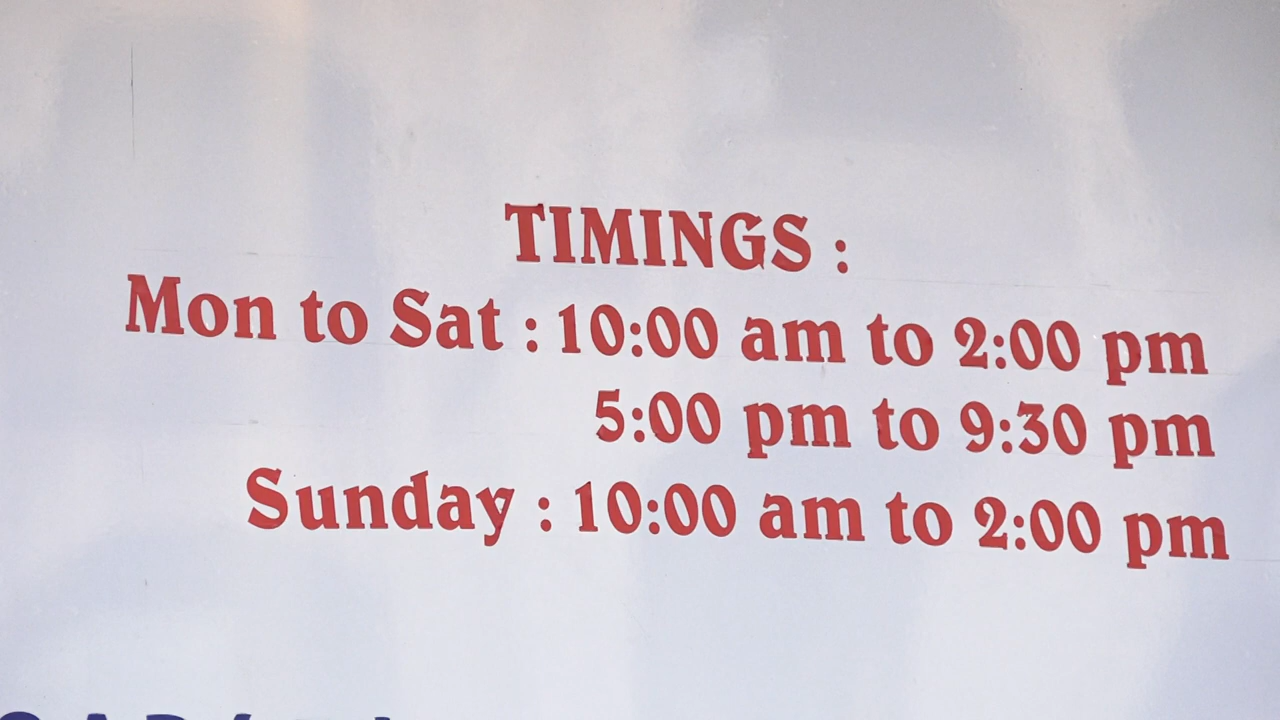 TIMINGS :
Mon to Sat : 10:00 am to 2:00 pm
5:00 pm to 9:30 pm
Sunday : 10:00 am to 2:00 pm